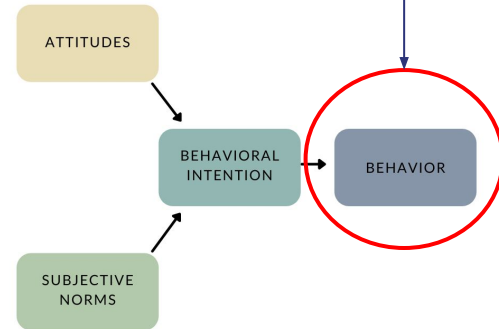 ATTITUDES
BEHAVIORAL
INTENTION
BEHAVIOR
SUBJECTIVE
NORMS